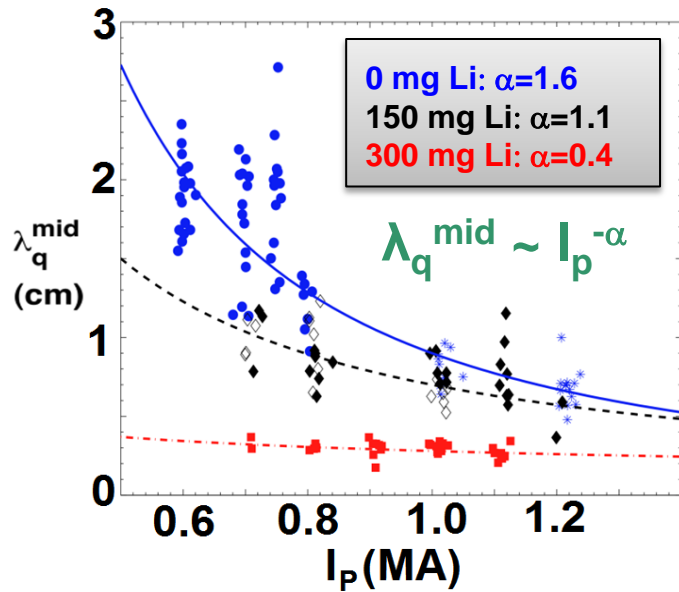 3
0 mg Li: α=1.6
150 mg Li: α=1.1
300 mg Li: α=0.4
2
λq^mid ~ Ip^-α
λq^mid
(cm)
1
0
0.6 0.8 1.0 1.2
IP(MA)